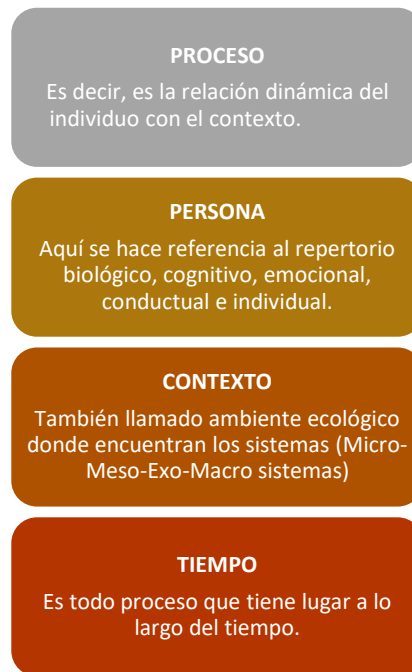 PROCESO
Es decir, es la relación dinámica del
individuo con el contexto.
PERSONA
Aquí se hace referencia al repertorio
biológico, cognitivo, emocional,
conductual e individual.
CONTEXTO
También llamado ambiente ecológico
donde encuentran los sistemas (Micro-
Meso-Exo-Macro sistemas)
TIEMPO
Es todo proceso que tiene lugar a lo
largo del tiempo.